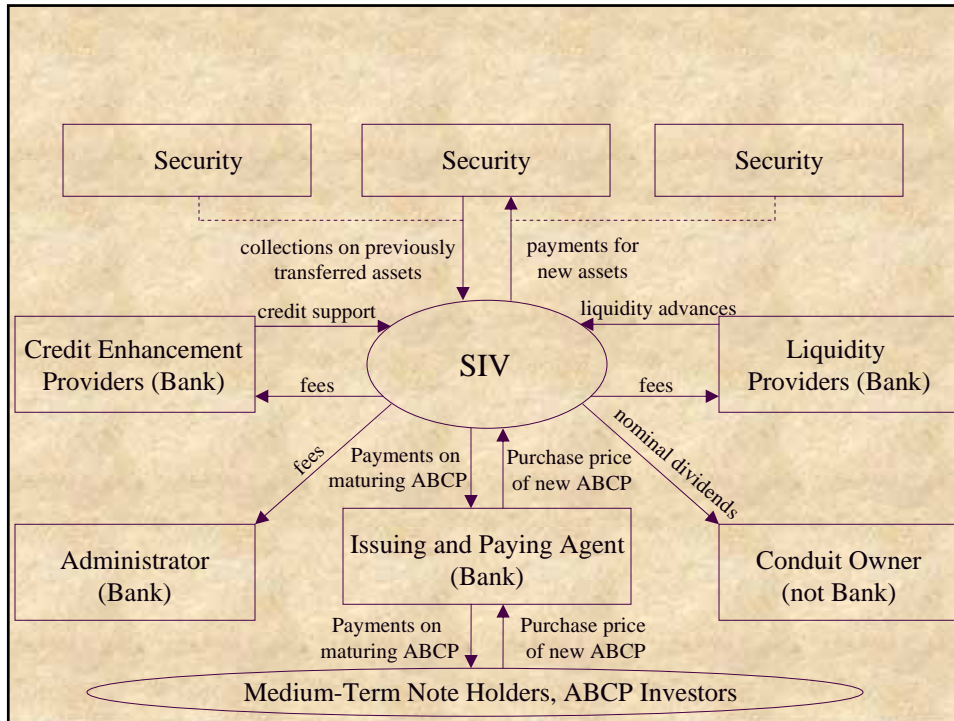 Security
Security
Security
collections on previously
transferred assets
payments for
new assets
credit support
liquidity advances
Credit Enhancement
Providers (Bank)
SIV
Liquidity
Providers (Bank)
fees
fees
fees
nominal dividends
Payments on
maturing ABCP
Purchase price
of new ABCP
Administrator
(Bank)
Issuing and Paying Agent
(Bank)
Conduit Owner
(not Bank)
Payments on
maturing ABCP
Purchase price
of new ABCP
Medium-Term Note Holders, ABCP Investors